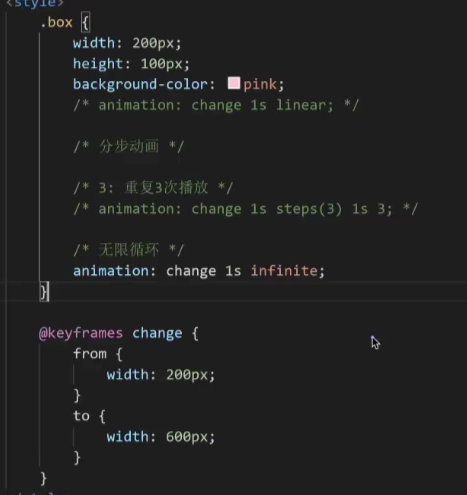 <style>
.box {
width: 200px;
height: 100px;
background-color: pink;
/* animation: change 1s linear; */
/* 分步动画 */
/* 3: 重复3次播放 */
/* animation: change 1s steps(3) 1s 3; */
/* 无限循环 */
animation: change 1s infinite;
}
@keyframes change {
from {
width: 200px;
}
to {
width: 600px;
}
}